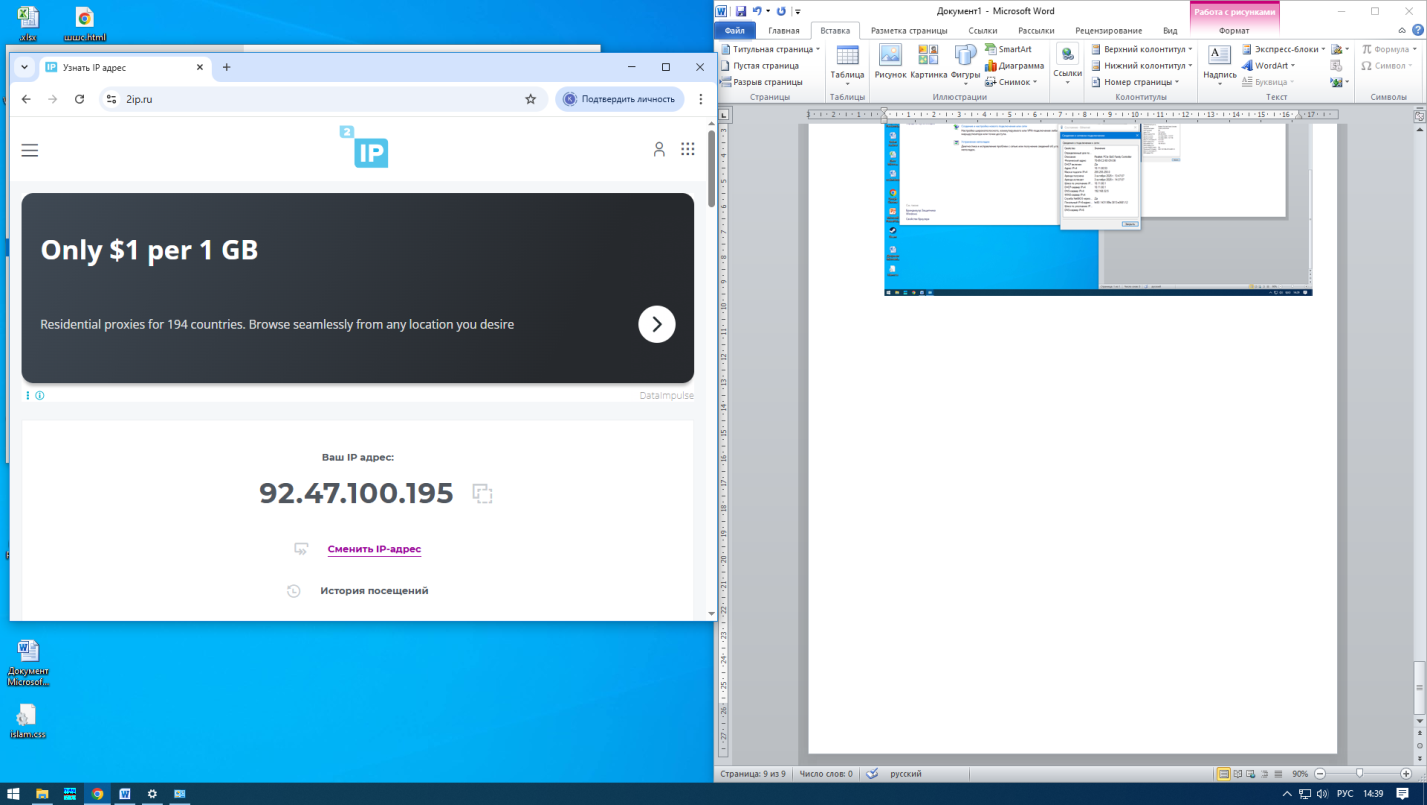 .xlsx
шшс.html
Узнать IP адрес
2ip.ru
Подтвердить личность
2
IP
Only $1 per 1 GB
Residential proxies for 194 countries. Browse seamlessly from any location you desire
DataImpulse
Ваш IP адрес:
92.47.100.195
Сменить IP-адрес
История посещений
Документ
Microsof...
iBlam.css
Документ1 - Microsoft Word
Работа с рисунками
Файл Главная Вставка Разметка страницы Ссылки Рассылки Рецензирование Вид Формат
Титульная страница
Пустая страница
Разрыв страницы
Страницы
Таблица
Таблицы
Рисунок Картинка Фигуры
SmartArt
Диаграмма
Снимок
Иллюстрации
Ссылки
Верхний колонтитул
Нижний колонтитул
Номер страницы
Колонтитулы
Надпись
Экспресс-блоки
WordArt
Буквица
Текст
Формула
Символ
Символы
Страница: 9 из 9 Число слов: 0 русский 90%
РУС 14:39